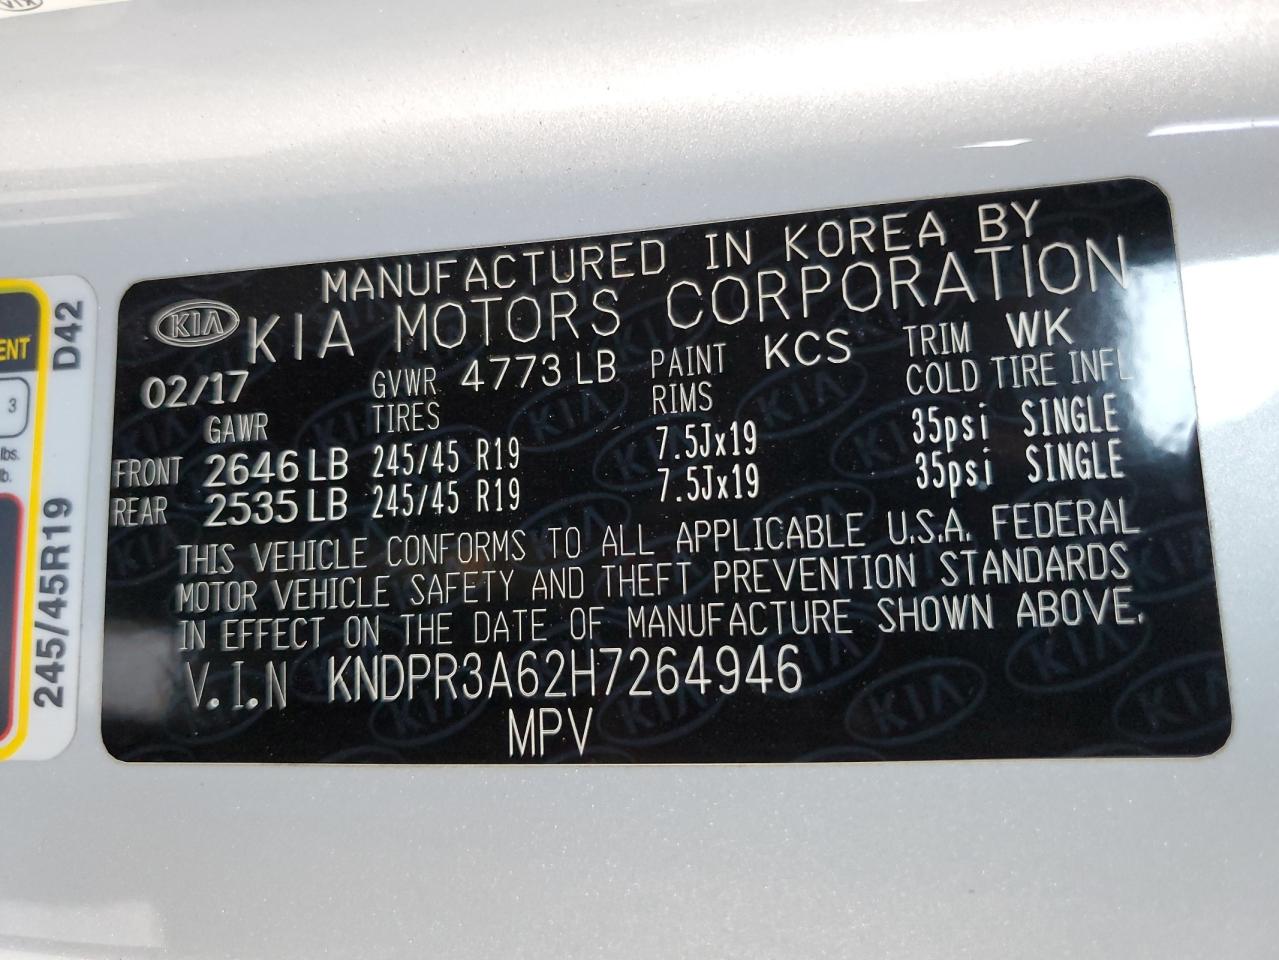 MANUFACTURED IN KOREA BY
KIA KIA MOTORS CORPORATION
02/17 GVWR 4773 LB PAINT KCS TRIM WK
GAWR TIRES RIMS COLD TIRE INFL
FRONT 2646 LB 245/45 R19 7.5Jx19 35psi SINGLE
REAR 2535 LB 245/45 R19 7.5Jx19 35psi SINGLE
THIS VEHICLE CONFORMS TO ALL APPLICABLE U.S.A. FEDERAL
MOTOR VEHICLE SAFETY AND THEFT PREVENTION STANDARDS
IN EFFECT ON THE DATE OF MANUFACTURE SHOWN ABOVE.
V.I.N KNDPR3A62H7264946
MPV
245/45R19 D42
3
lbs.